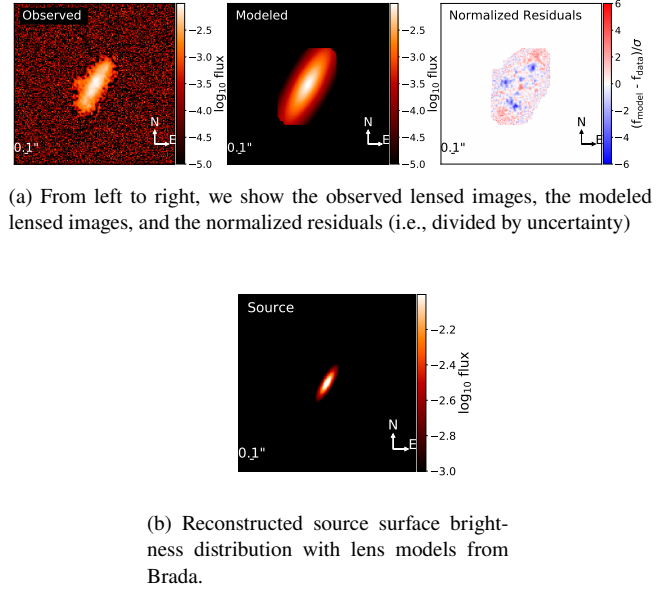 Observed
N
E
0.1"
−2.5
−3.0
−3.5
−4.0
−4.5
−5.0
log10 flux
Modeled
N
E
0.1"
−2.5
−3.0
−3.5
−4.0
−4.5
−5.0
log10 flux
Normalized Residuals
N
E
0.1"
6
4
2
0
−2
−4
−6
(fmodel - fdata)/σ
(a) From left to right, we show the observed lensed images, the modeled
lensed images, and the normalized residuals (i.e., divided by uncertainty)
Source
N
E
0.1"
−2.2
−2.4
−2.6
−2.8
−3.0
log10 flux
(b) Reconstructed source surface bright-
ness distribution with lens models from
Brada.